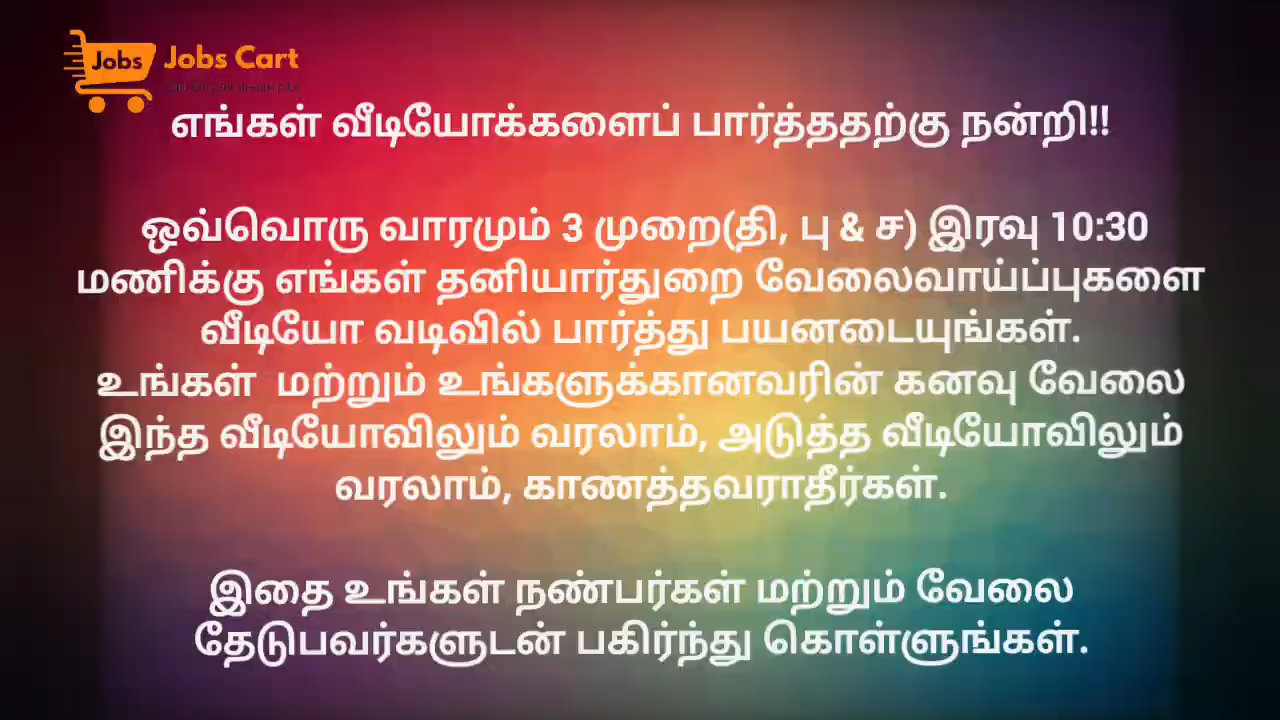 Jobs
Jobs Cart
எங்கள் வீடியோக்களைப் பார்த்ததற்கு நன்றி!!
ஒவ்வொரு வாரமும் 3 முறை(தி, பு & ச) இரவு 10:30
மணிக்கு எங்கள் தனியார்துறை வேலைவாய்ப்புகளை
வீடியோ வடிவில் பார்த்து பயனடையுங்கள்.
உங்கள் மற்றும் உங்களுக்கானவரின் கனவு வேலை
இந்த வீடியோவிலும் வரலாம், அடுத்த வீடியோவிலும்
வரலாம், காணத்தவராதீர்கள்.
இதை உங்கள் நண்பர்கள் மற்றும் வேலை
தேடுபவர்களுடன் பகிர்ந்து கொள்ளுங்கள்.